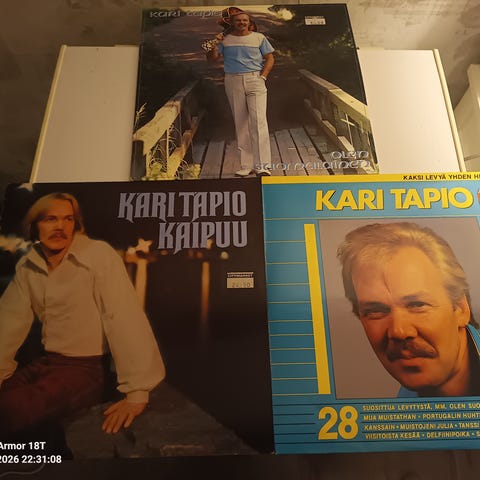 kari tapio
OLEN
SUOMALAINEN
KARI TAPIO
KAIPUU
CITYMARKET
KAKSI LEVYÄ YHDEN H
KARI TAPIO
28
SUOSITTUA LEVYTYSTÄ, MM. OLEN SUO
MUA MUISTATHAN • PORTUGALIN HUHT
KANSSAIN • MUISTOJENI JULIA • TANSSI
VIISITOISTA KESÄÄ • DELFIINIPOIKA • S
Armor 18T
2026 22:31:08